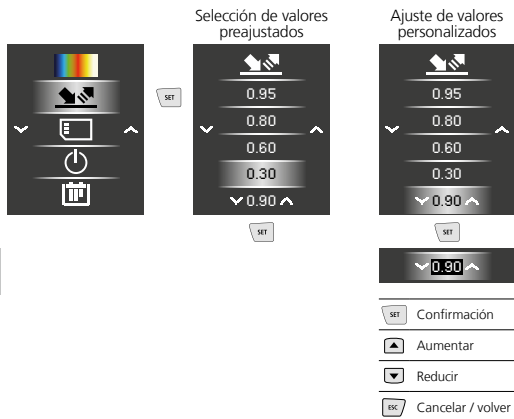 Selección de valores
preajustados
Ajuste de valores
personalizados
SET
0.95
0.80
0.60
0.30
0.90
SET
0.95
0.80
0.60
0.30
0.90
SET
0.90
SET Confirmación
Aumentar
Reducir
ESC Cancelar / volver